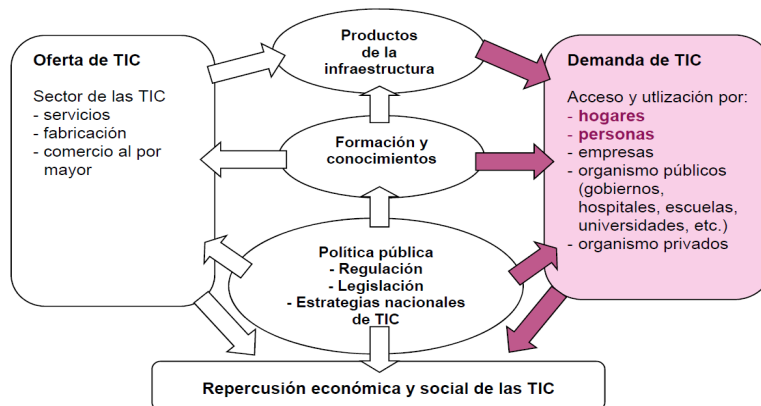 Oferta de TIC
Sector de las TIC
- servicios
- fabricación
- comercio al por
mayor
Productos
de la
infraestructura
Formación y
conocimientos
Política pública
- Regulación
- Legislación
- Estrategias nacionales
de TIC
Demanda de TIC
Acceso y utlización por:
- hogares
- personas
- empresas
- organismo públicos
(gobiernos,
hospitales, escuelas,
universidades, etc.)
- organismo privados
Repercusión económica y social de las TIC